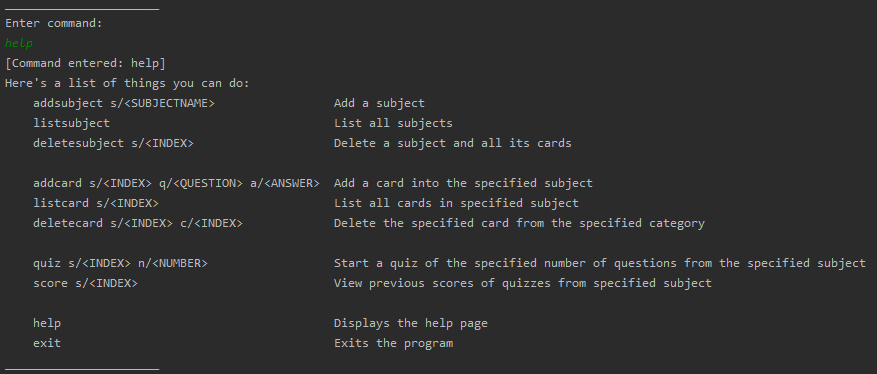 Enter command:
help
[Command entered: help]
Here's a list of things you can do:
addsubject s/<SUBJECTNAME> Add a subject
listsubject List all subjects
deletesubject s/<INDEX> Delete a subject and all its cards
addcard s/<INDEX> q/<QUESTION> a/<ANSWER> Add a card into the specified subject
listcard s/<INDEX> List all cards in specified subject
deletecard s/<INDEX> c/<INDEX> Delete the specified card from the specified category
quiz s/<INDEX> n/<NUMBER> Start a quiz of the specified number of questions from the specified subject
score s/<INDEX> View previous scores of quizzes from specified subject
help Displays the help page
exit Exits the program